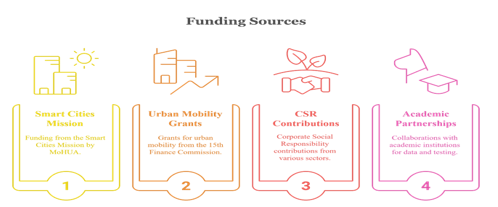 Funding Sources
Smart Cities
Mission
Funding from the Smart
Cities Mission by
MoHUA.
1
Urban Mobility
Grants
Grants for urban
mobility from the 15th
Finance Commission.
2
CSR
Contributions
Corporate Social
Responsibility
contributions from
various sectors.
3
Academic
Partnerships
Collaborations with
academic institutions
for data and testing.
4